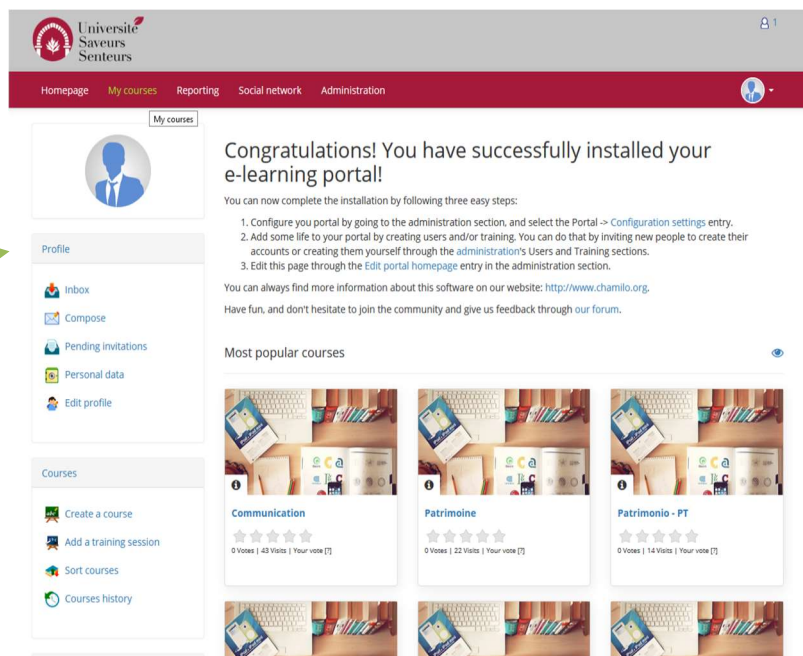 Université
Saveurs
Senteurs
1
Homepage My courses Reporting Social network Administration
My courses
Congratulations! You have successfully installed your
e-learning portal!
You can now complete the installation by following three easy steps:
1. Configure you portal by going to the administration section, and select the Portal -> Configuration settings entry.
2. Add some life to your portal by creating users and/or training. You can do that by inviting new people to create their
accounts or creating them yourself through the administration's Users and Training sections.
3. Edit this page through the Edit portal homepage entry in the administration section.
You can always find more information about this software on our website: http://www.chamilo.org.
Have fun, and don't hesitate to join the community and give us feedback through our forum.
Profile
Inbox
Compose
Pending invitations
Personal data
Edit profile
Courses
Create a course
Add a training session
Sort courses
Courses history
Most popular courses
Communication
0 Votes | 43 Visits | Your vote [?]
Patrimoine
0 Votes | 22 Visits | Your vote [?]
Patrimonio - PT
0 Votes | 14 Visits | Your vote [?]